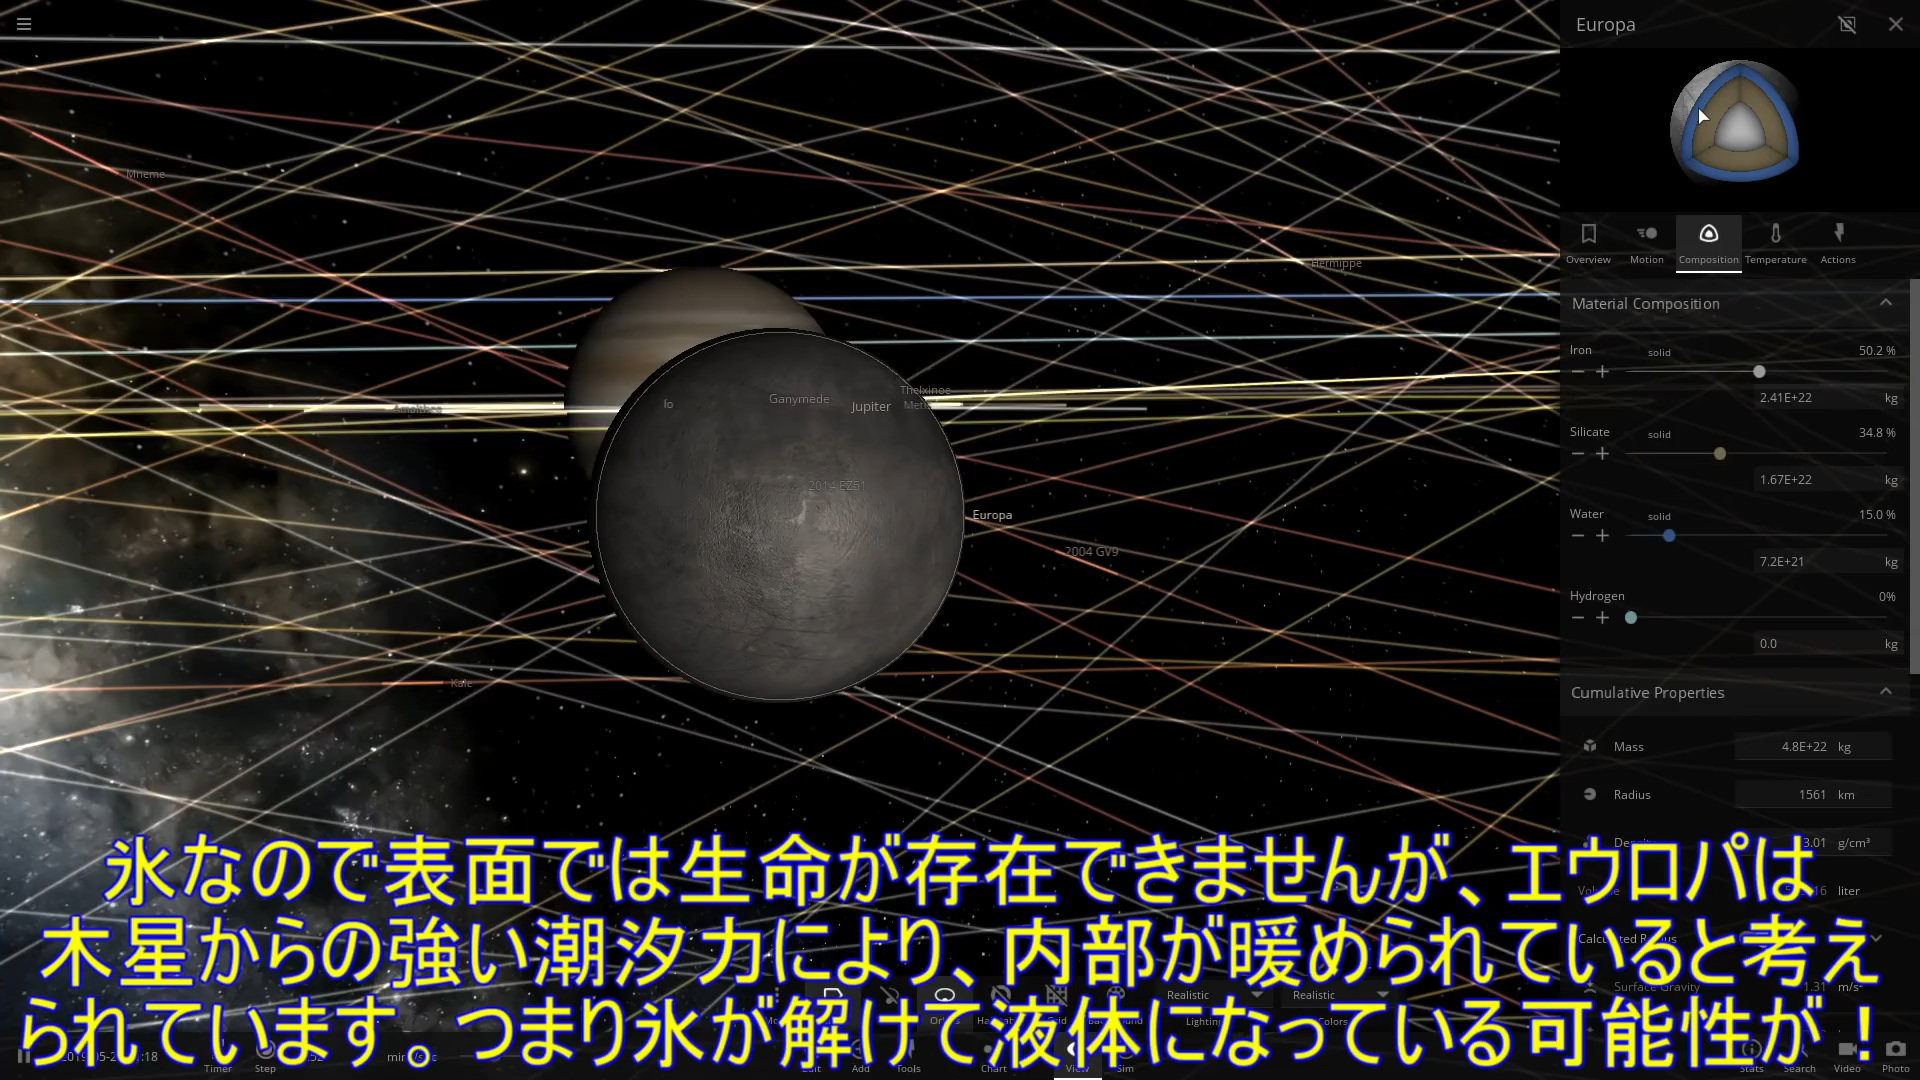 Europa
Mneme
Hermippe
Overview
Motion
Composition
Temperature
Actions
Material Composition
Iron
solid
50.2 %
2.41E+22
kg
Silicate
solid
34.8 %
1.67E+22
kg
Water
solid
15.0 %
7.2E+21
kg
Hydrogen
0%
0.0
kg
Thelxinoe
Io
Ganymede
Jupiter
Amalthea
2014 EZ51
Europa
2004 GV9
Kale
Cumulative Properties
Mass
4.8E+22
kg
Radius
1561
km
3.01
g/cm³
liter
氷なので表面では生命が存在できませんが、エウロパは
木星からの強い潮汐力により、内部が暖められていると考え
られています。つまり氷が解けて液体になっている可能性が！
Surface Gravity
1.31
m/s²
Realistic
Realistic
Lighting
Colors
Timer
Step
Edit
Add
Tools
Chart
View
Sim
Stats
Search
Video
Photo